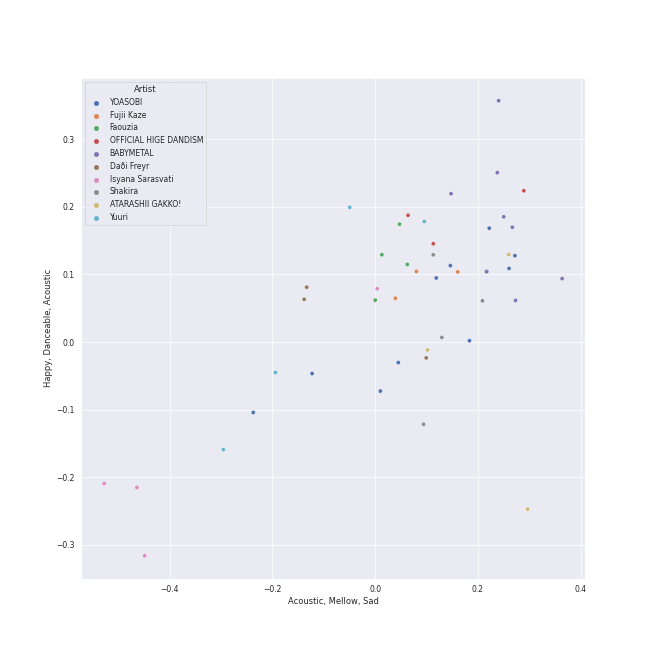 Artist
YOASOBI
Fujii Kaze
Faouzia
OFFICIAL HIGE DANDISM
BABYMETAL
Daði Freyr
Isyana Sarasvati
Shakira
ATARASHII GAKKO!
Yuuri
0.3
0.2
0.1
0.0
−0.1
−0.2
−0.3
Happy, Danceable, Acoustic
−0.4 −0.2 0.0 0.2 0.4
Acoustic, Mellow, Sad